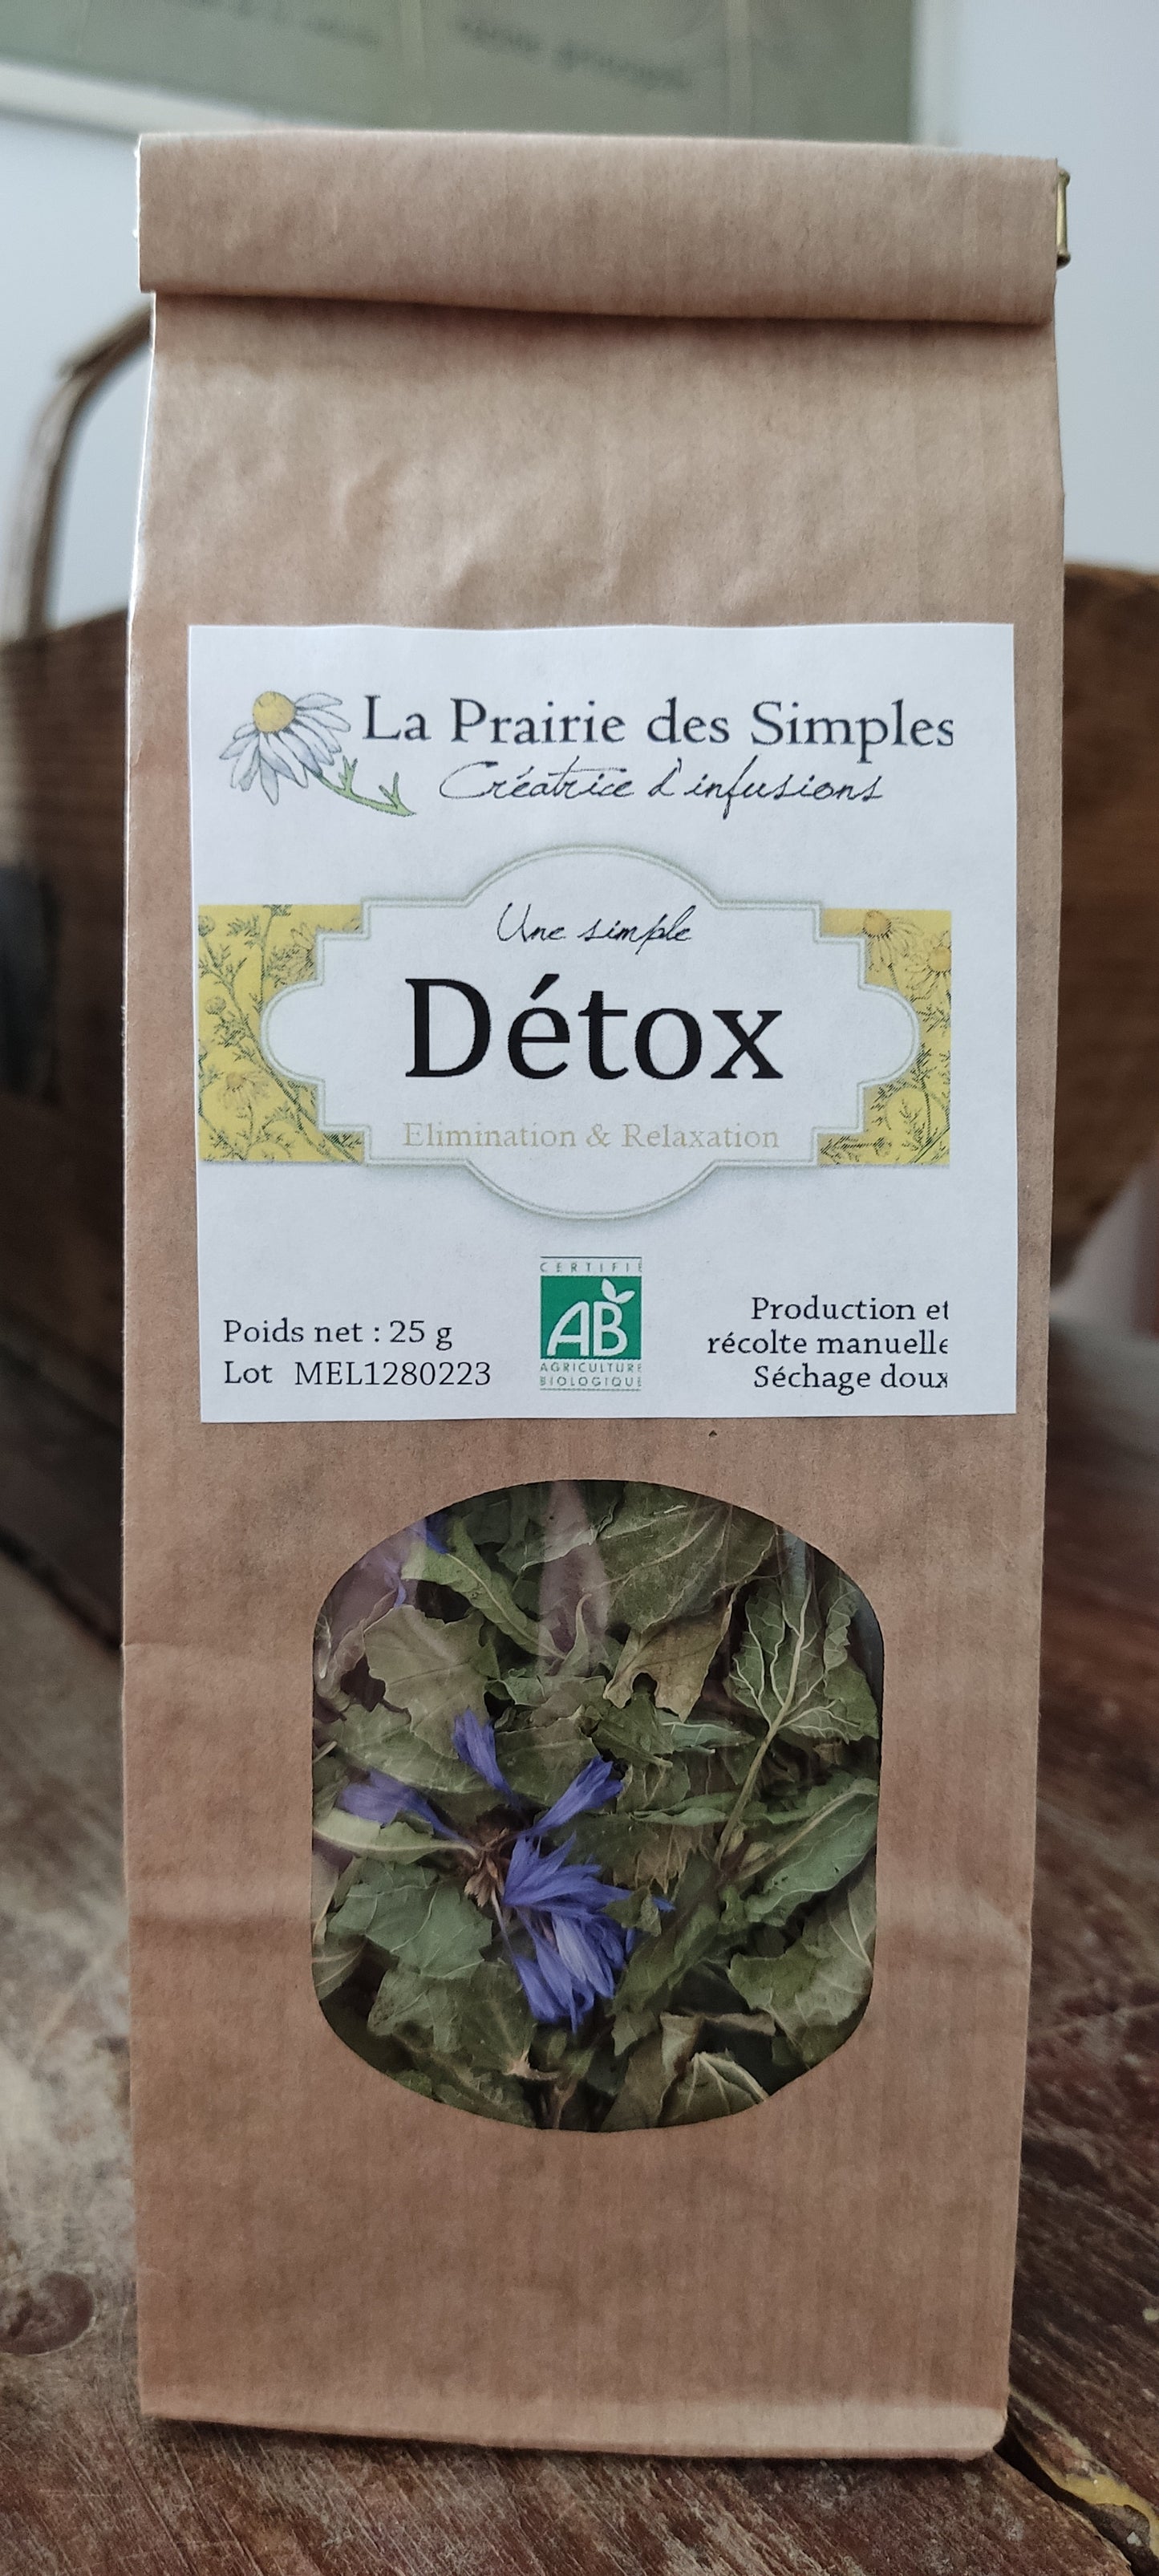 La Prairie des Simples
Créatrice d'infusions
Une simple
Détox
Elimination & Relaxation
CERTIFIÉ
AB
AGRICULTURE
BIOLOGIQUE
Poids net : 25 g
Lot MEL1280223
Production et
récolte manuelle
Séchage doux